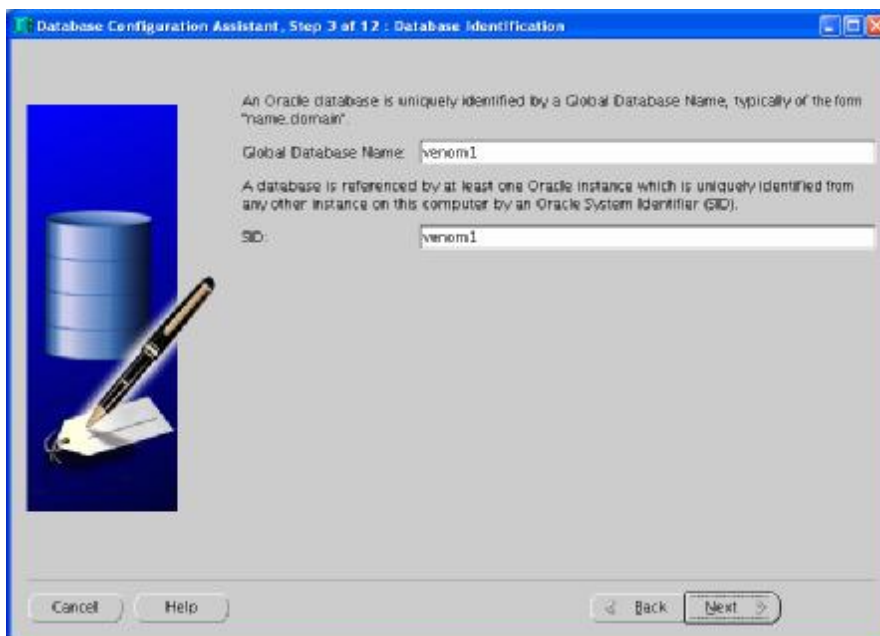 Database Configuration Assistant, Step 3 of 12 : Database Identification
An Oracle database is uniquely identified by a Global Database Name, typically of the form
"name.domain".
Global Database Name: venom1
A database is referenced by at least one Oracle instance which is uniquely identified from
any other instance on this computer by an Oracle System Identifier (SID).
SID: venom1
Cancel Help Back Next